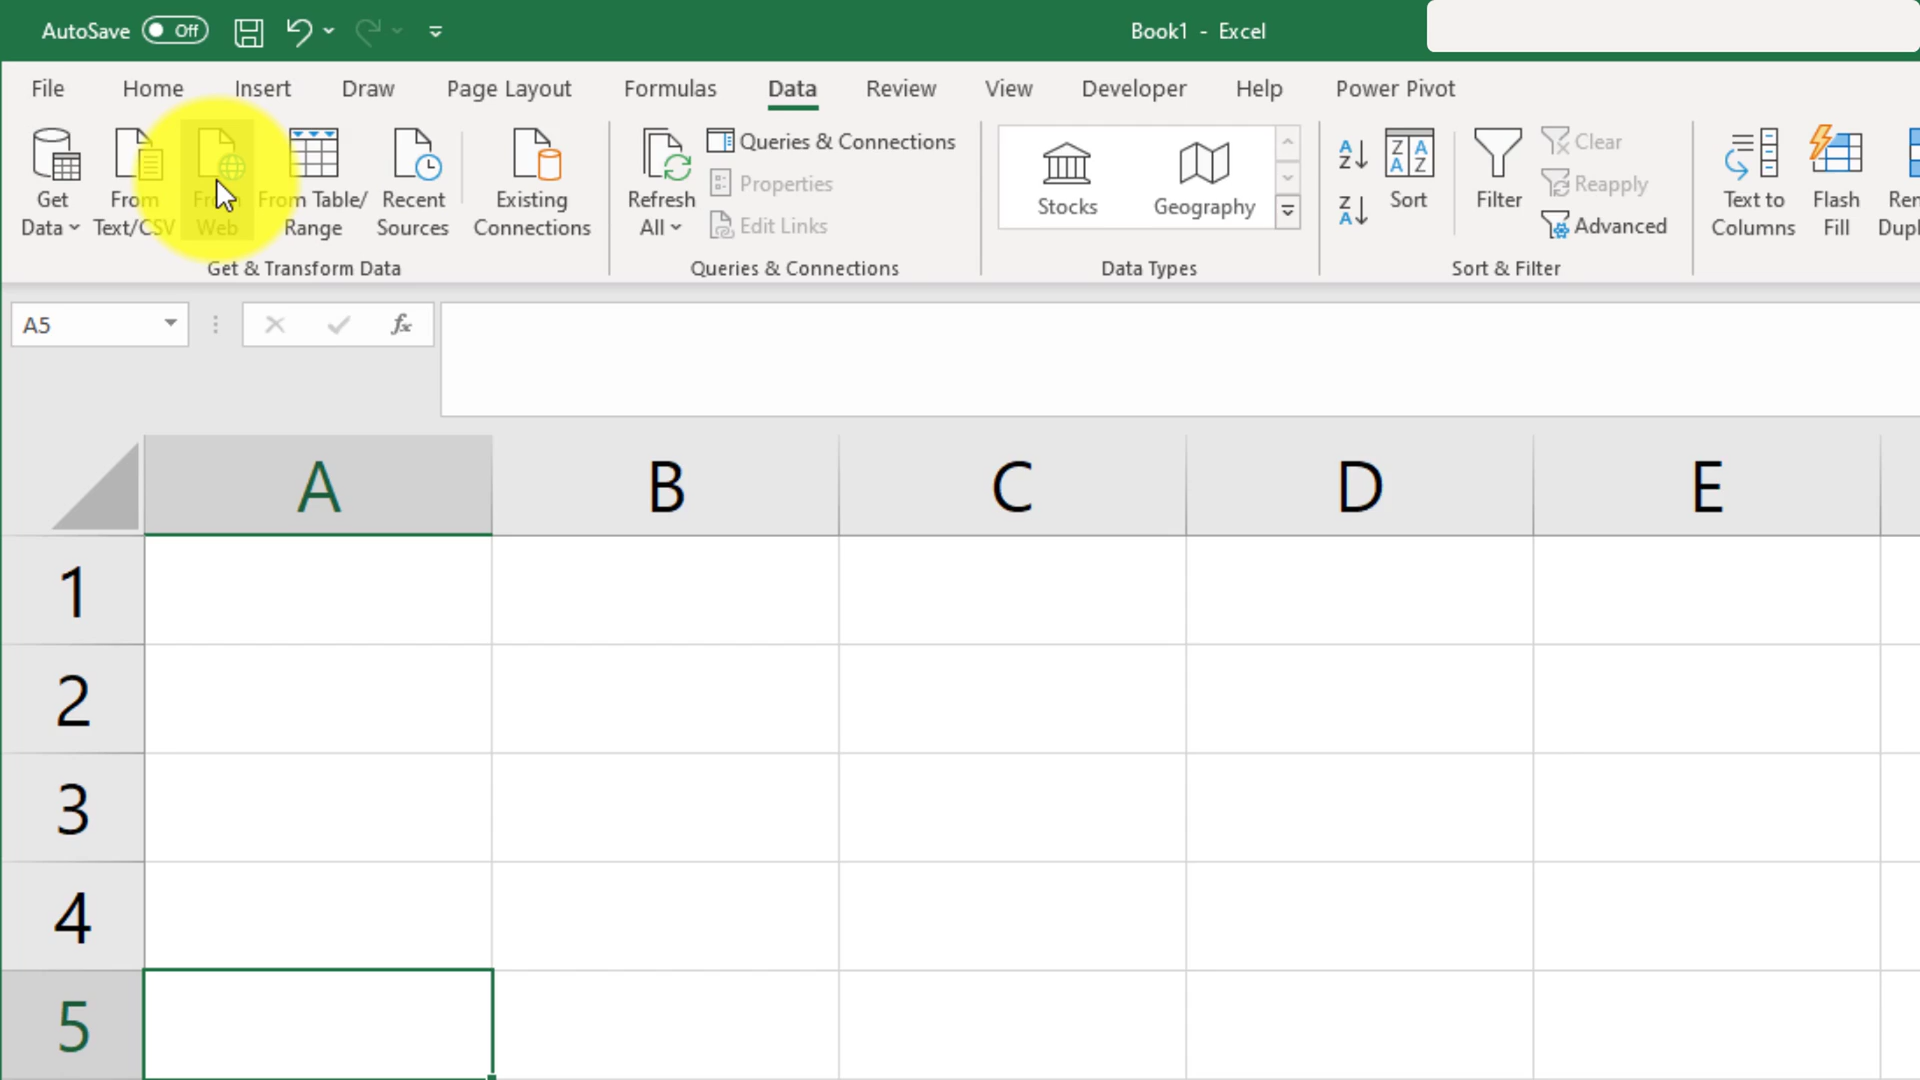 AutoSave Off Book1 - Excel
File Home Insert Draw Page Layout Formulas Data Review View Developer Help Power Pivot
Get Data
From Text/CSV
From Web
From Table/ Range
Recent Sources
Existing Connections
Get & Transform Data
Refresh All
Queries & Connections
Properties
Edit Links
Queries & Connections
Stocks
Geography
Data Types
Sort
Filter
Clear
Reapply
Advanced
Sort & Filter
Text to Columns
Flash Fill
A5
fx
A B C D E
1
2
3
4
5